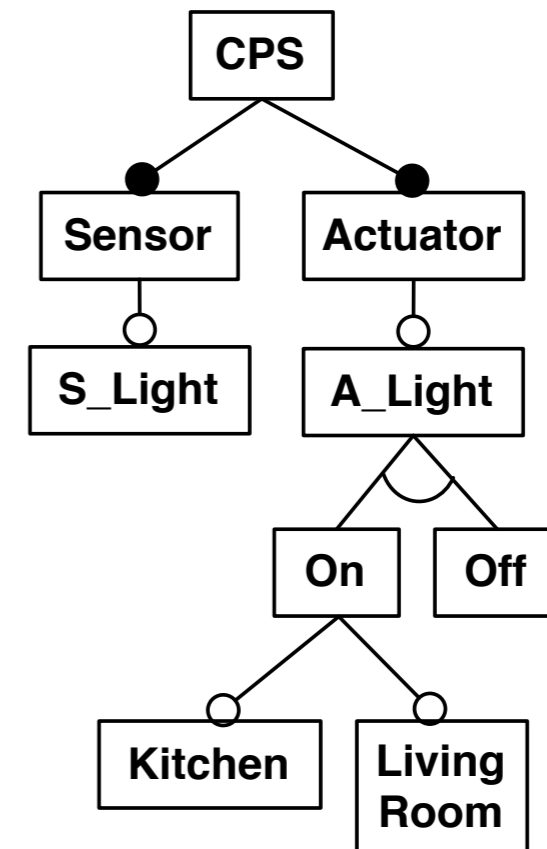 CPS
Sensor
Actuator
S_Light
A_Light
On
Off
Kitchen
Living
Room